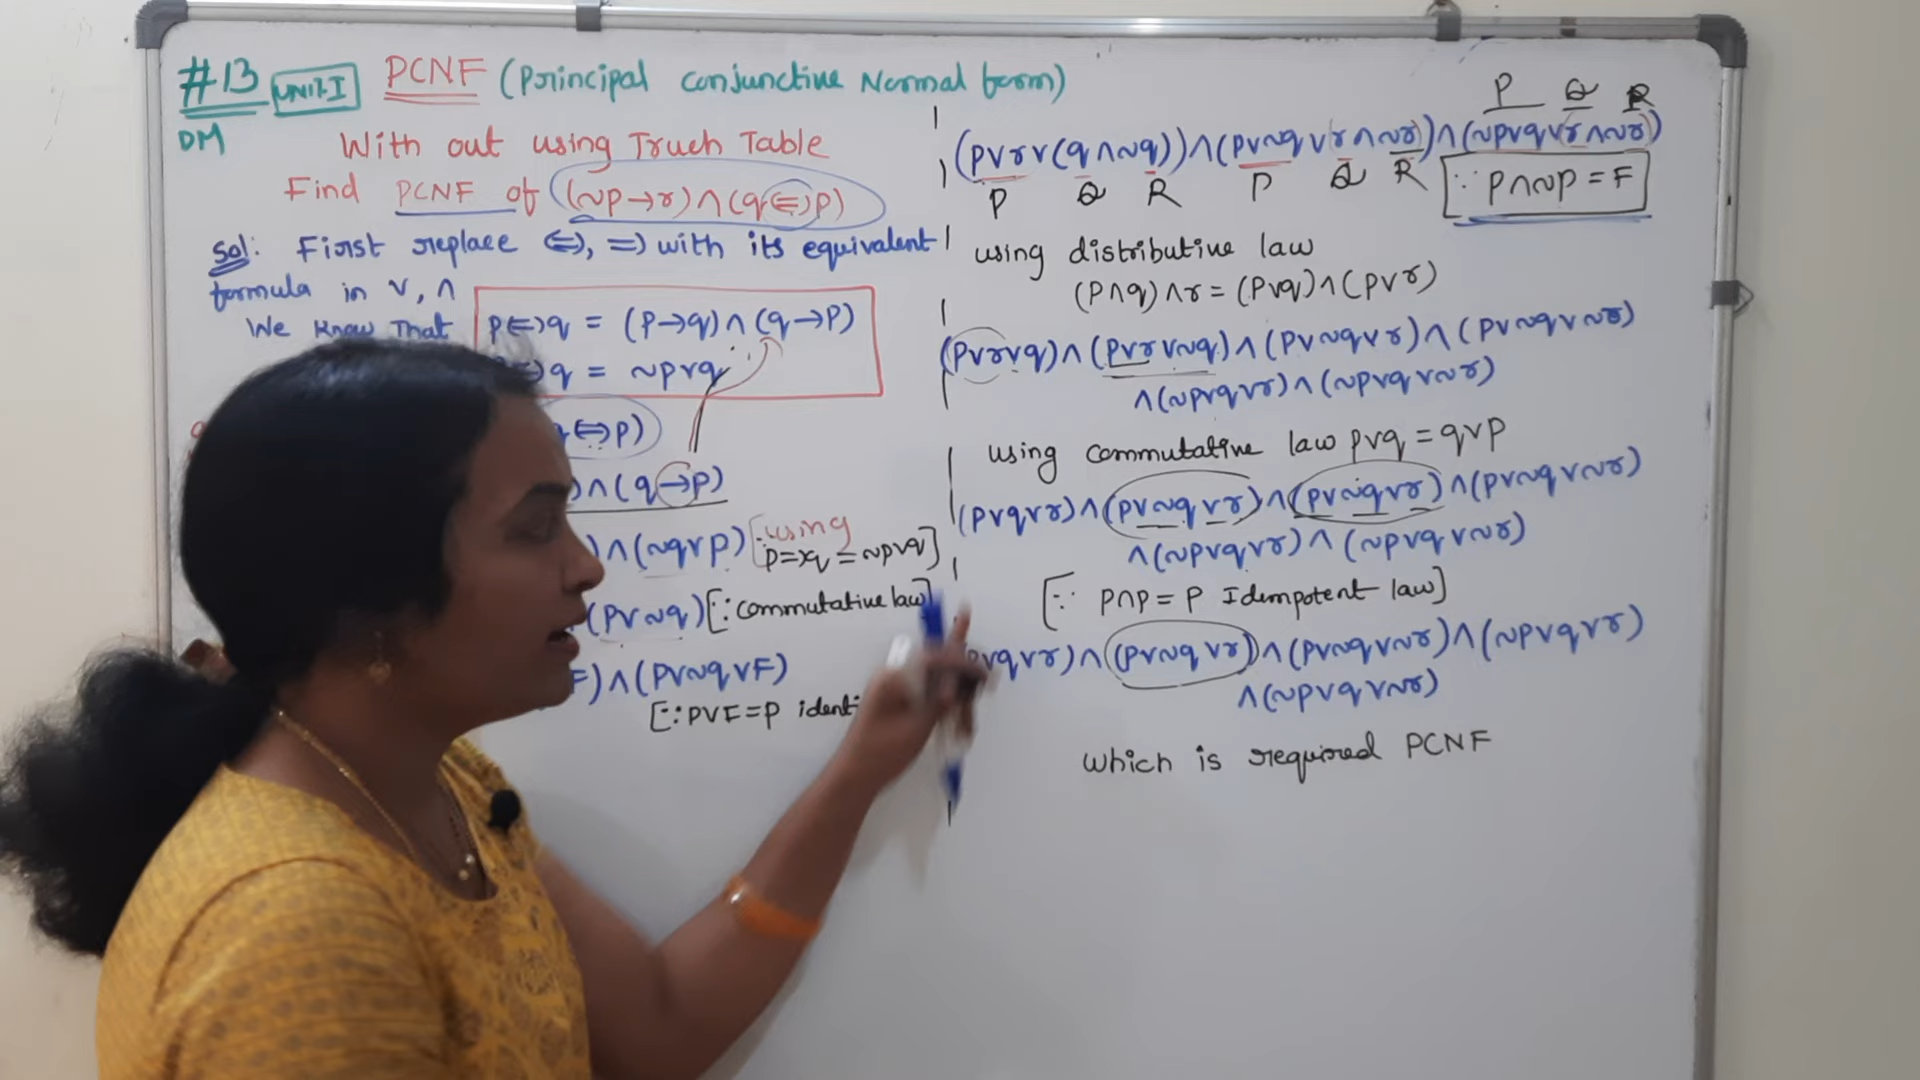 #13 UNIT-I PCNF (Principal Conjunctive Normal form)
DM
With out using Truth Table
Find PCNF of (~p→r)∧(q⇔p)
Sol: First replace ⇔, ⇒ with its equivalent
formula in ∨, ∧
We know That
p⇔q = (p→q)∧(q→p)
q = ~p∨q
⇔p)
)∧(q→p)
)∧(~q∨p) [∵using
p⇒q = ~p∨q]
(p∨~q) [∵ commutative law]
F)∧(p∨~q∨F)
[∵ p∨F=p
P Q R
(p∨r∨(q∧~q))∧(p∨~q∨r∧~r)∧(~p∨q∨r∧~r)
P Q R P Q R
∵ p∧~p = F
using distributive law
(p∧q)∧r = (p∨q)∧(p∨r)
(p∨r∨q)∧(p∨r∨~q)∧(p∨~q∨r)∧(p∨~q∨~r)
∧(~p∨q∨r)∧(~p∨q∨~r)
using commutative law p∨q = q∨p
(p∨q∨r)∧(p∨~q∨r)∧(p∨~q∨r)∧(p∨~q∨~r)
∧(~p∨q∨r)∧(~p∨q∨~r)
[∵ p∧p = p Idempotent law]
∨q∨r)∧(p∨~q∨r)∧(p∨~q∨~r)∧(~p∨q∨r)
∧(~p∨q∨~r)
which is required PCNF